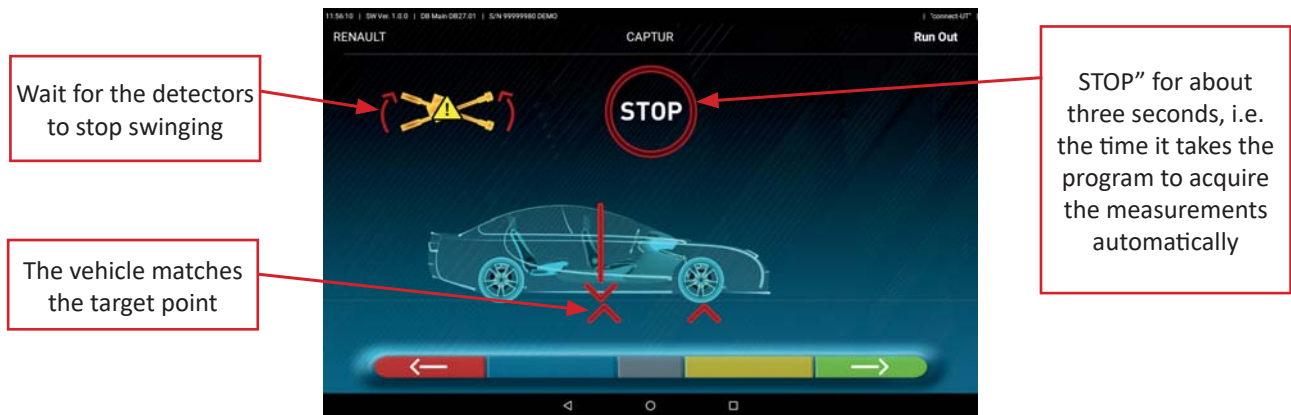 11:56:10 | SW Ver. 1.0.0 | DB Main DB27.01 | S/N 99999980 DEMO | "connect-UT" |
RENAULT CAPTUR Run Out
Wait for the detectors
to stop swinging
STOP
STOP” for about
three seconds, i.e.
the time it takes the
program to acquire
the measurements
automatically
The vehicle matches
the target point